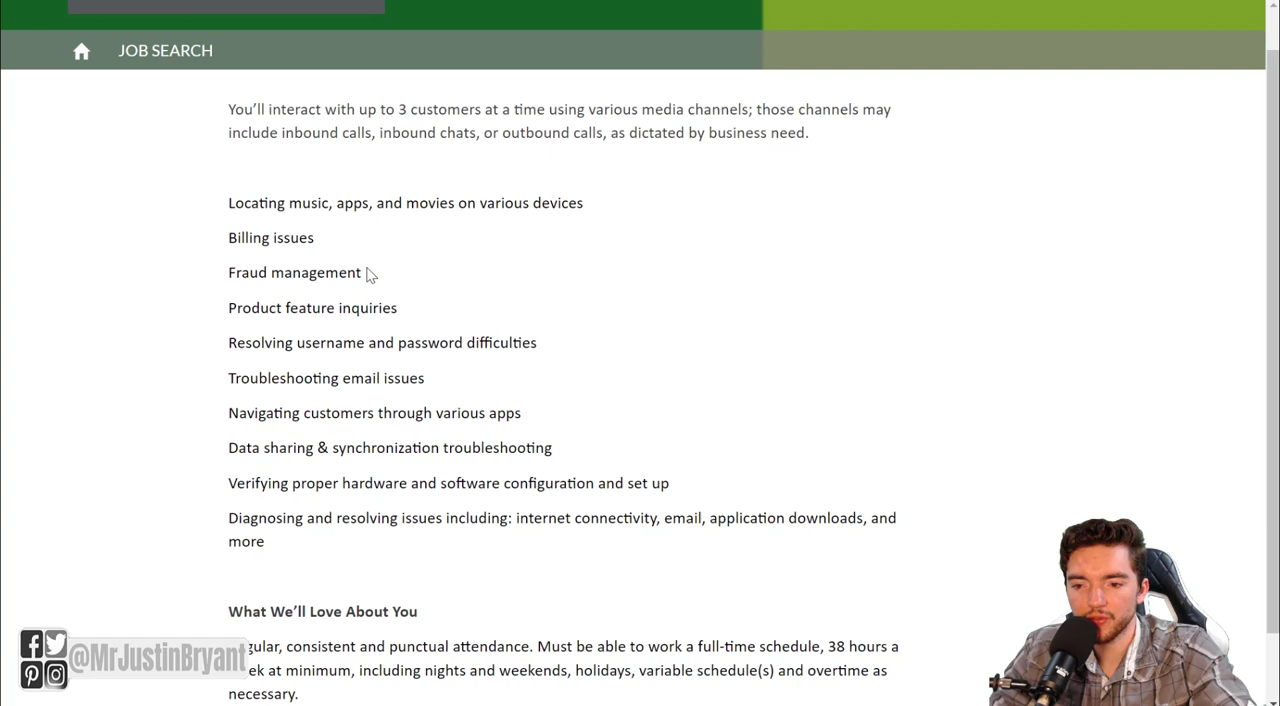 JOB SEARCH
You'll interact with up to 3 customers at a time using various media channels; those channels may
include inbound calls, inbound chats, or outbound calls, as dictated by business need.
Locating music, apps, and movies on various devices
Billing issues
Fraud management
Product feature inquiries
Resolving username and password difficulties
Troubleshooting email issues
Navigating customers through various apps
Data sharing & synchronization troubleshooting
Verifying proper hardware and software configuration and set up
Diagnosing and resolving issues including: internet connectivity, email, application downloads, and
more
What We'll Love About You
consistent and punctual attendance. Must be able to work a full-time schedule, 38 hours a
at minimum, including nights and weekends, holidays, variable schedule(s) and overtime as
necessary.
@MrJustinBryant